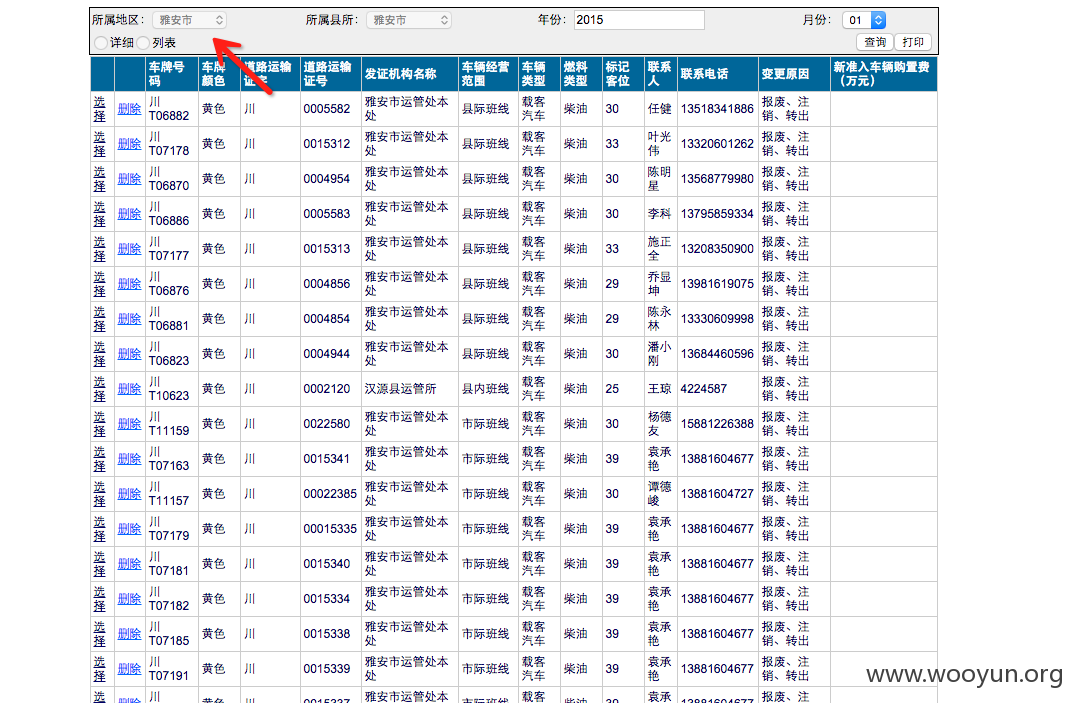 所属地区： 雅安市 所属县所： 雅安市 年份： 2015 月份： 01
详细 列表 查询 打印
车牌号码 车牌颜色 道路运输证字 道路运输证号 发证机构名称 车辆经营范围 车辆类型 燃料类型 标记客位 联系人 联系电话 变更原因 新准入车辆购置费（万元）
选择 删除 川T06882 黄色 川 0005582 雅安市运管处本处 县际班线 载客汽车 柴油 30 任健 13518341886 报废、注销、转出
选择 删除 川T07178 黄色 川 0015312 雅安市运管处本处 县际班线 载客汽车 柴油 33 叶光伟 13320601262 报废、注销、转出
选择 删除 川T06870 黄色 川 0004954 雅安市运管处本处 县际班线 载客汽车 柴油 30 陈明星 13568779980 报废、注销、转出
选择 删除 川T06886 黄色 川 0005583 雅安市运管处本处 县际班线 载客汽车 柴油 30 李科 13795859334 报废、注销、转出
选择 删除 川T07177 黄色 川 0015313 雅安市运管处本处 县际班线 载客汽车 柴油 33 施正全 13208350900 报废、注销、转出
选择 删除 川T06876 黄色 川 0004856 雅安市运管处本处 县际班线 载客汽车 柴油 29 乔显坤 13981619075 报废、注销、转出
选择 删除 川T06881 黄色 川 0004854 雅安市运管处本处 县际班线 载客汽车 柴油 29 陈永林 13330609998 报废、注销、转出
选择 删除 川T06823 黄色 川 0004944 雅安市运管处本处 县际班线 载客汽车 柴油 30 潘小刚 13684460596 报废、注销、转出
选择 删除 川T10623 黄色 川 0002120 汉源县运管所 县内班线 载客汽车 柴油 25 王琼 4224587 报废、注销、转出
选择 删除 川T11159 黄色 川 0022580 雅安市运管处本处 市际班线 载客汽车 柴油 30 杨德友 15881226388 报废、注销、转出
选择 删除 川T07163 黄色 川 0015341 雅安市运管处本处 市际班线 载客汽车 柴油 39 袁承艳 13881604677 报废、注销、转出
选择 删除 川T11157 黄色 川 00022385 雅安市运管处本处 市际班线 载客汽车 柴油 30 谭德峻 13881604727 报废、注销、转出
选择 删除 川T07179 黄色 川 00015335 雅安市运管处本处 市际班线 载客汽车 柴油 39 袁承艳 13881604677 报废、注销、转出
选择 删除 川T07181 黄色 川 0015340 雅安市运管处本处 市际班线 载客汽车 柴油 39 袁承艳 13881604677 报废、注销、转出
选择 删除 川T07182 黄色 川 0015334 雅安市运管处本处 市际班线 载客汽车 柴油 39 袁承艳 13881604677 报废、注销、转出
选择 删除 川T07185 黄色 川 0015338 雅安市运管处本处 市际班线 载客汽车 柴油 39 袁承艳 13881604677 报废、注销、转出
选择 删除 川T07191 黄色 川 0015339 雅安市运管处本处 市际班线 载客汽车 柴油 39 袁承艳 13881604677 报废、注销、转出
选 川 雅安市运管处本 载客 袁承 报废、注
www.wooyun.org